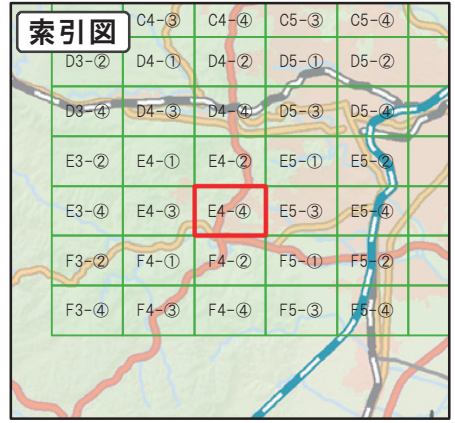 索引図
C4-③ C4-④ C5-③ C5-④
D3-② D4-① D4-② D5-① D5-②
D3-④ D4-③ D4-④ D5-③ D5-④
E3-② E4-① E4-② E5-① E5-②
E3-④ E4-③ E4-④ E5-③ E5-④
F3-② F4-① F4-② F5-① F5-②
F3-④ F4-③ F4-④ F5-③ F5-④